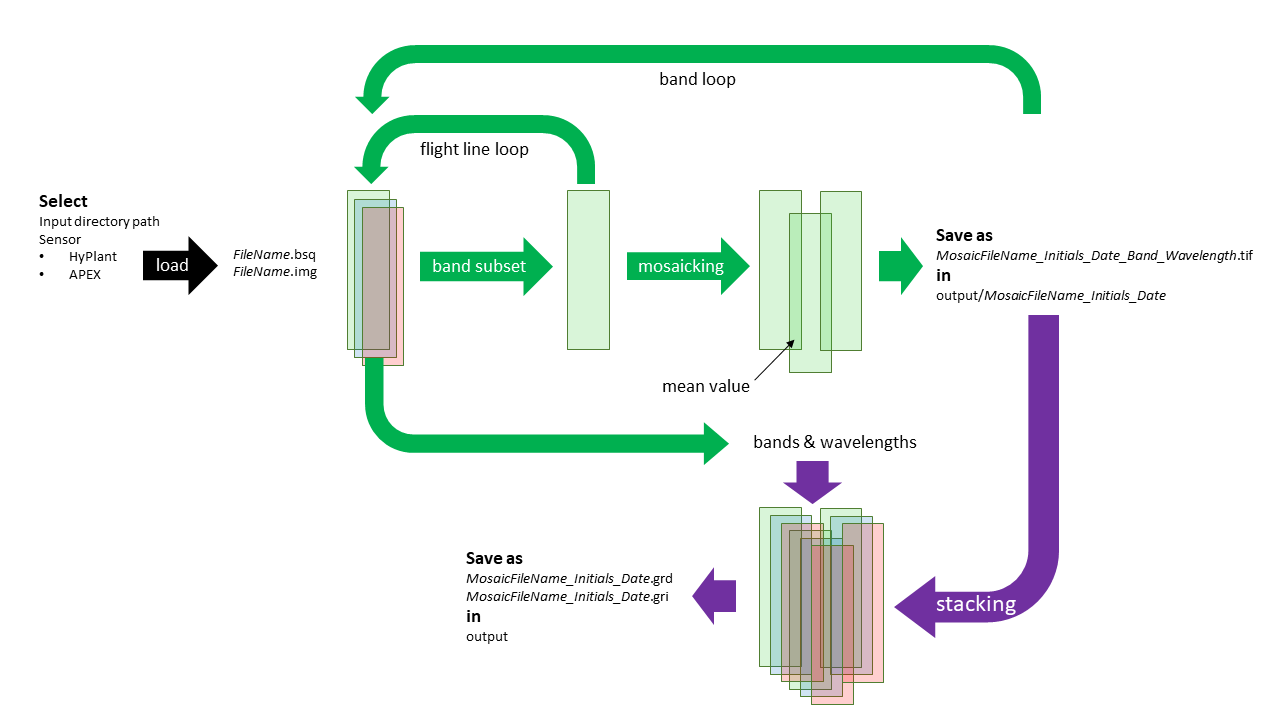 band loop
flight line loop
Select
Input directory path
Sensor
• HyPlant
• APEX
load
FileName.bsq
FileName.img
band subset
mosaicking
mean value
Save as
MosaicFileName_Initials_Date_Band_Wavelength.tif
in
output/MosaicFileName_Initials_Date
bands & wavelengths
stacking
Save as
MosaicFileName_Initials_Date.grd
MosaicFileName_Initials_Date.gri
in
output